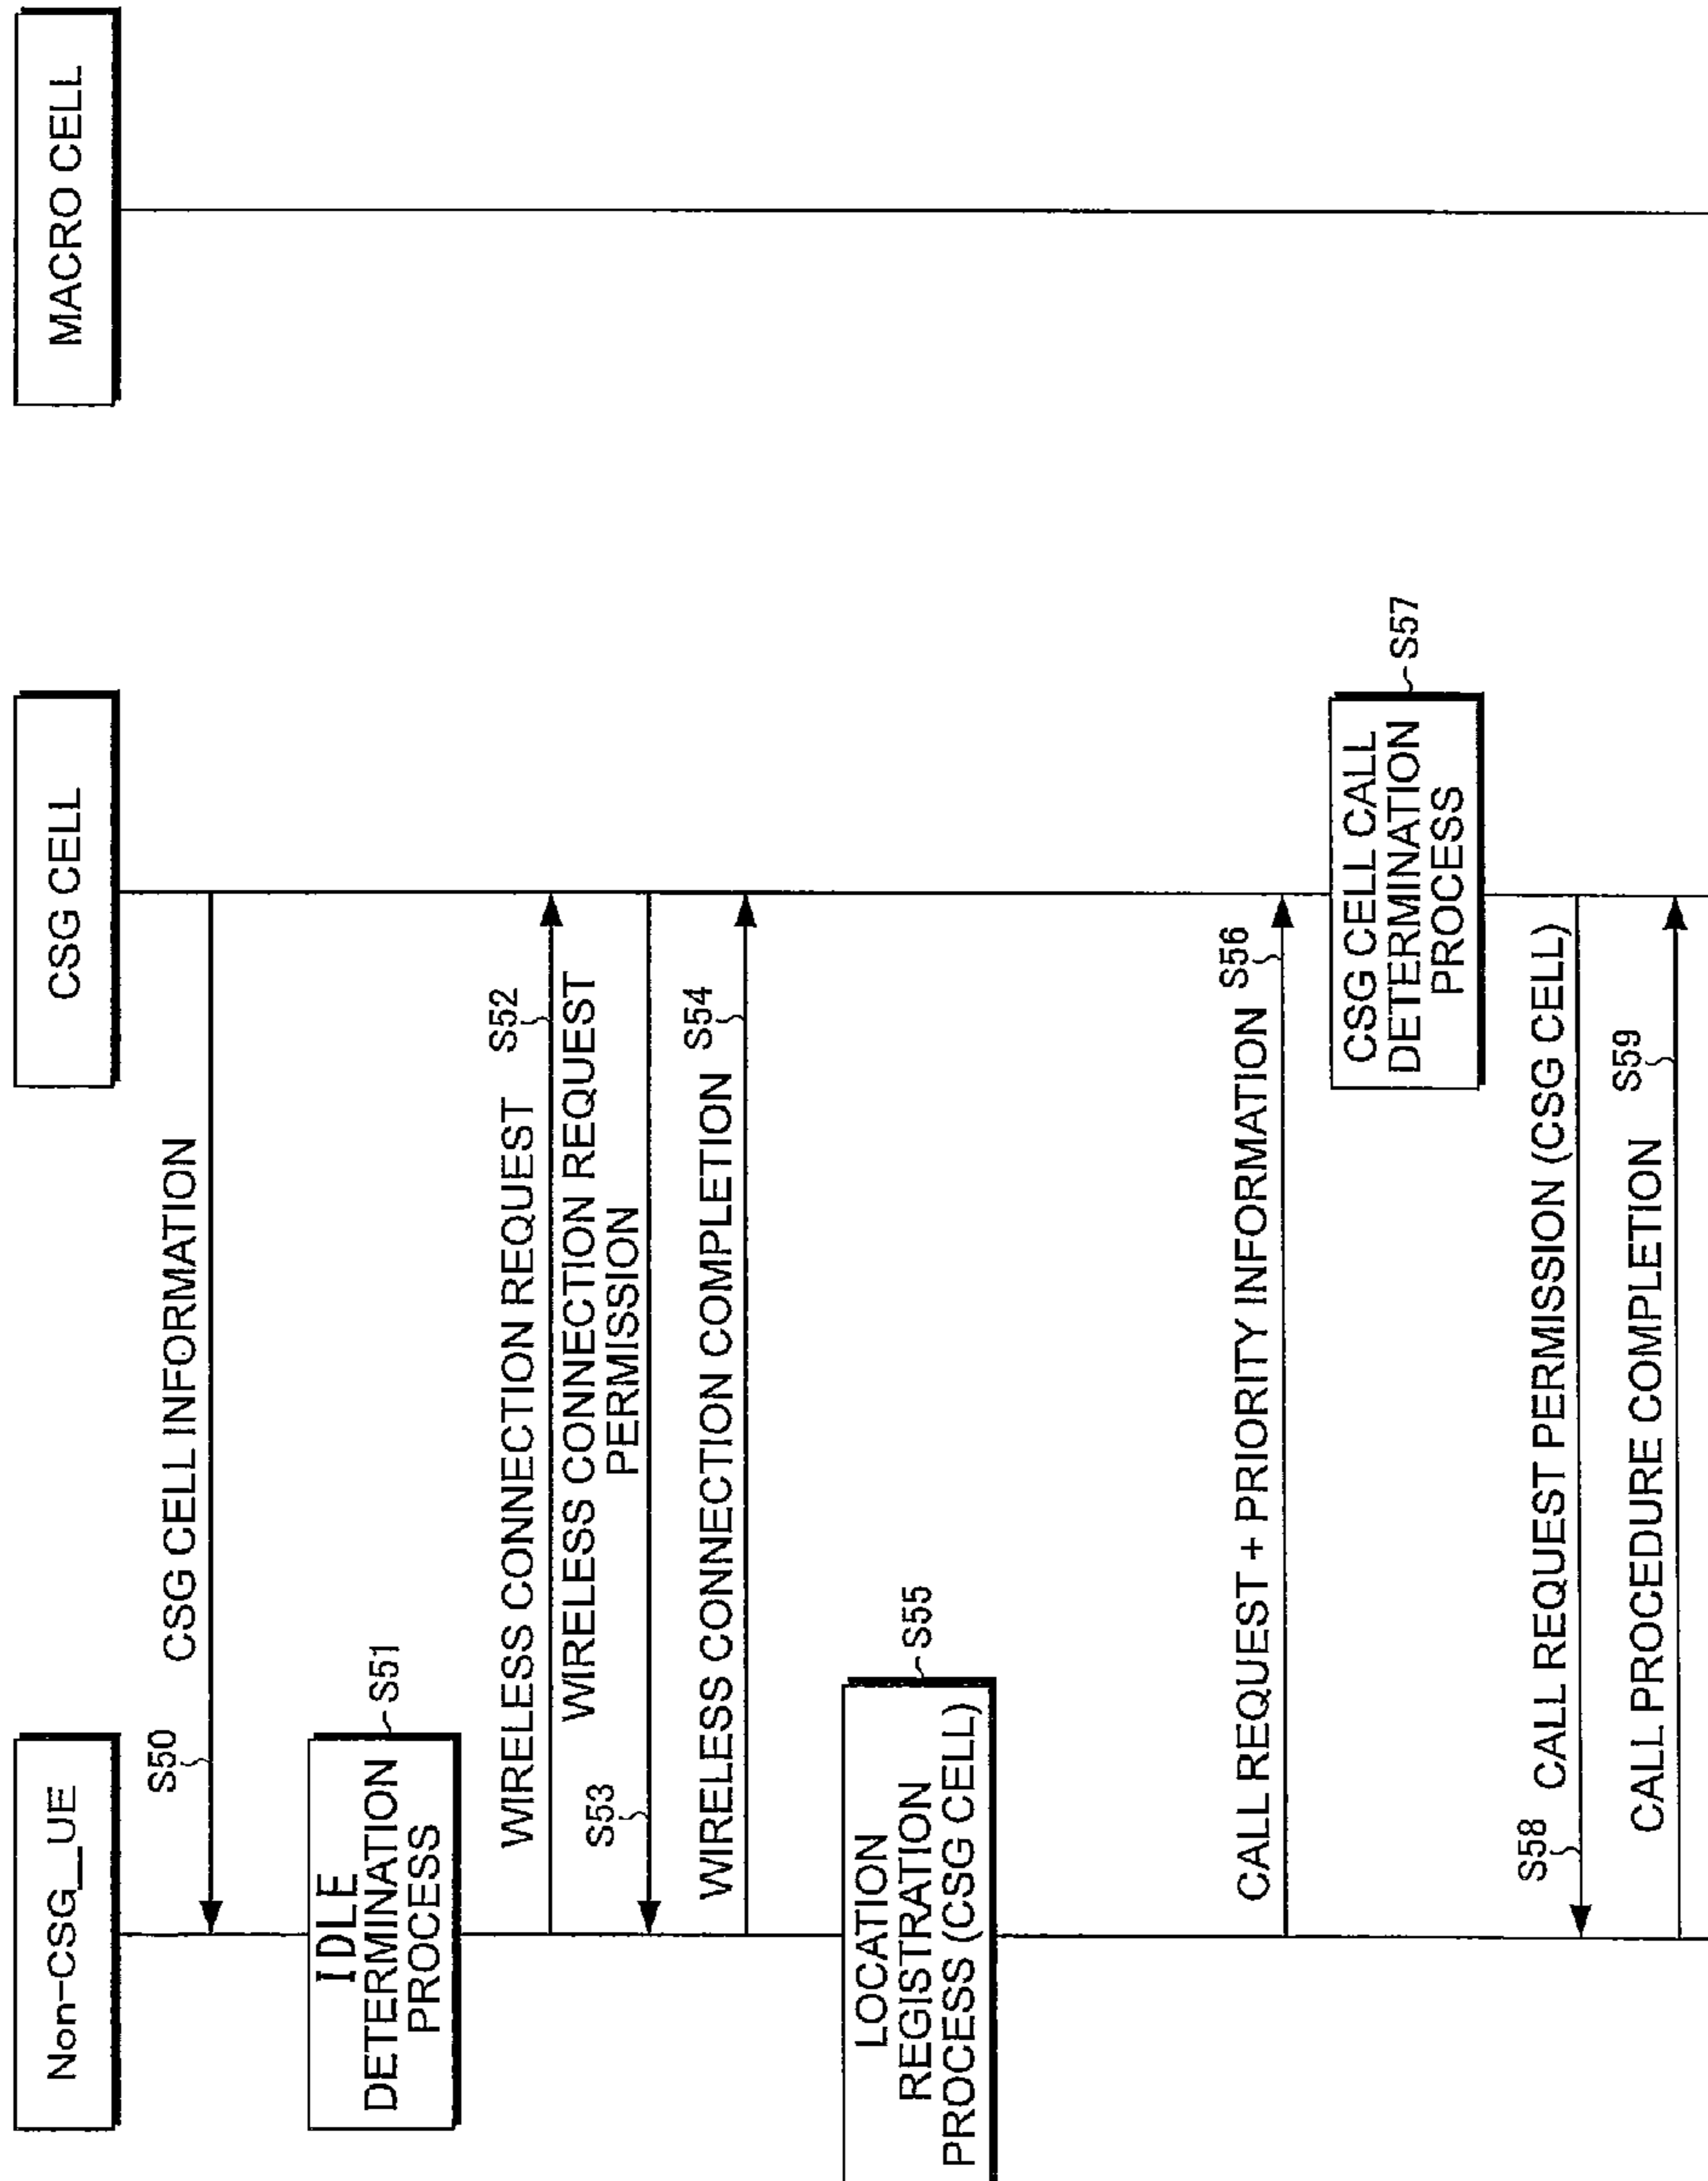 Non-CSG_UE
CSG CELL
MACRO CELL
S50
CSG CELL INFORMATION
IDLE
DETERMINATION
PROCESS
S51
WIRELESS CONNECTION REQUEST
S52
S53
WIRELESS CONNECTION REQUEST
PERMISSION
WIRELESS CONNECTION COMPLETION
S54
LOCATION
REGISTRATION
PROCESS (CSG CELL)
S55
CALL REQUEST + PRIORITY INFORMATION
S56
CSG CELL CALL
DETERMINATION
PROCESS
S57
S58
CALL REQUEST PERMISSION (CSG CELL)
CALL PROCEDURE COMPLETION
S59